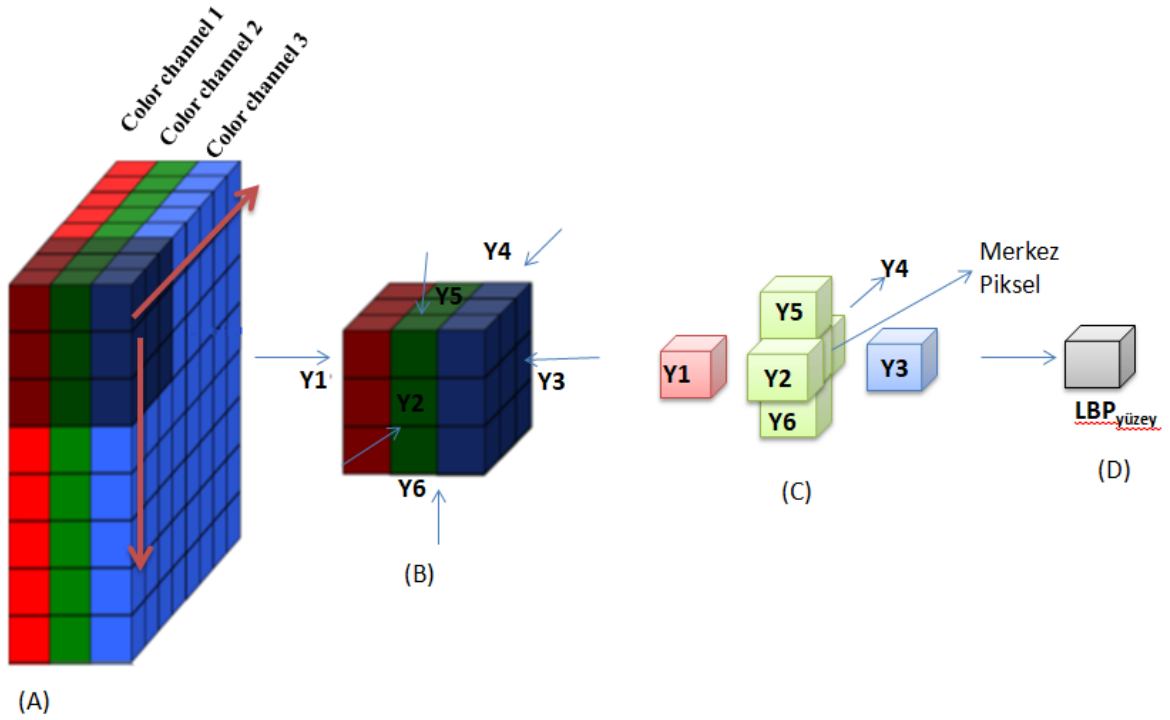 Color channel 1
Color channel 2
Color channel 3
(A)
Y4
Y5
Y1
Y3
Y2
Y6
(B)
Merkez
Piksel
Y4
Y5
Y1
Y2
Y3
Y6
(C)
LBPyüzey
(D)